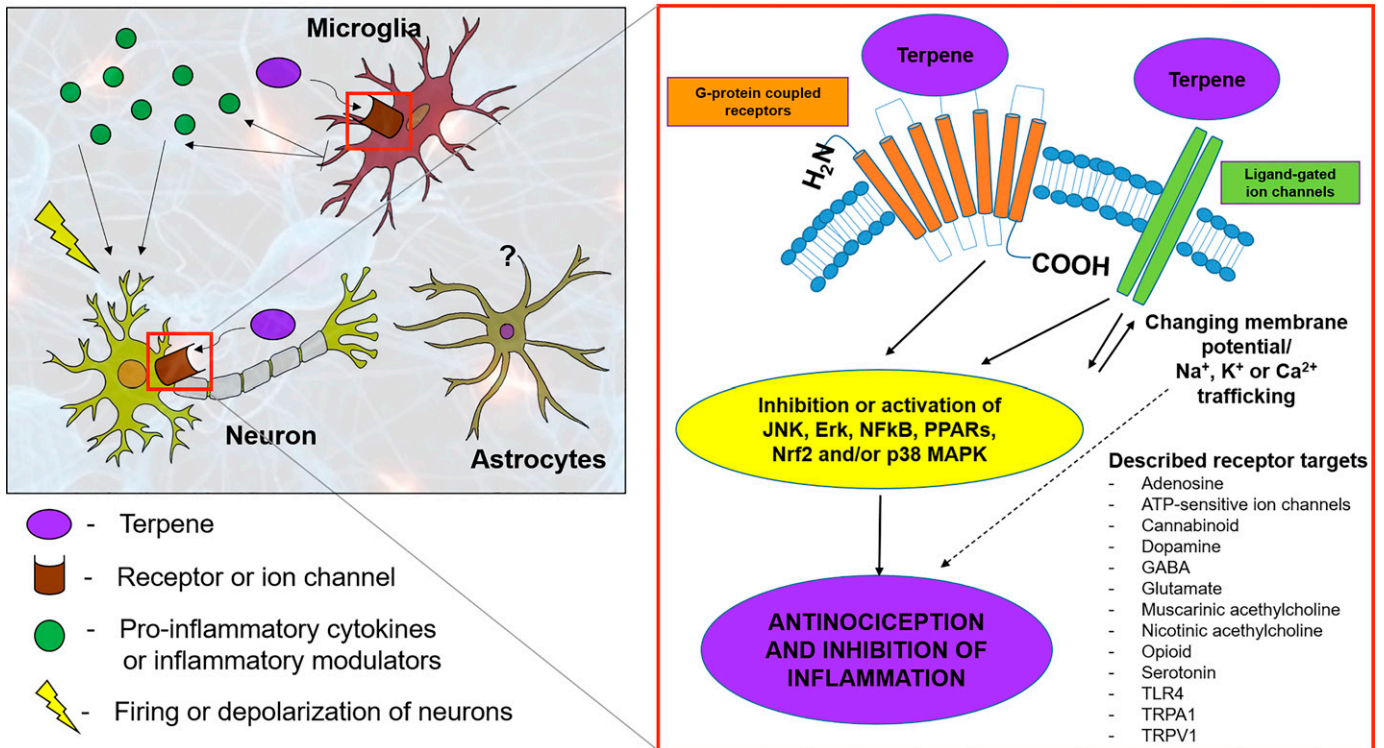 Microglia
?
Neuron
Astrocytes
- Terpene
- Receptor or ion channel
- Pro-inflammatory cytokines
or inflammatory modulators
- Firing or depolarization of neurons
Terpene
Terpene
G-protein coupled
receptors
H₂N
Ligand-gated
ion channels
COOH
Changing membrane
potential/
Na⁺, K⁺ or Ca²⁺
trafficking
Inhibition or activation of
JNK, Erk, NFkB, PPARs,
Nrf2 and/or p38 MAPK
ANTINOCICEPTION
AND INHIBITION OF
INFLAMMATION
Described receptor targets
- Adenosine
- ATP-sensitive ion channels
- Cannabinoid
- Dopamine
- GABA
- Glutamate
- Muscarinic acetylcholine
- Nicotinic acetylcholine
- Opioid
- Serotonin
- TLR4
- TRPA1
- TRPV1